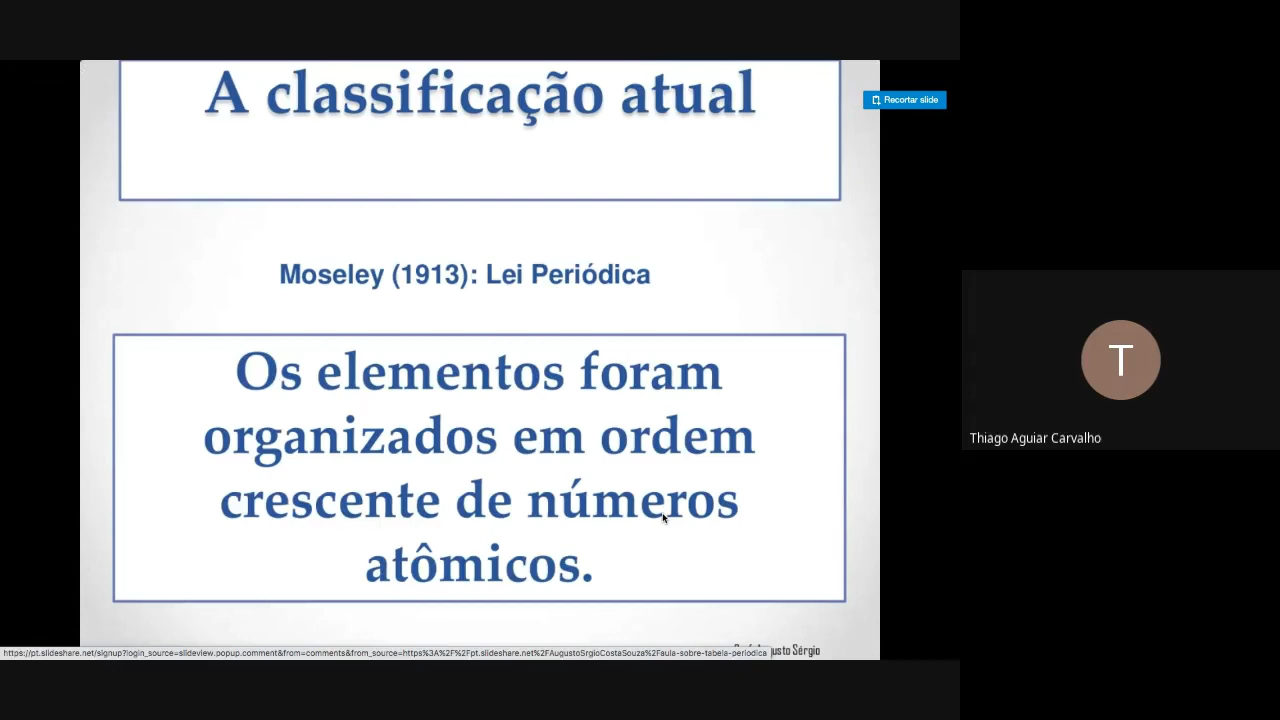 A classificação atual
Recortar slide
Moseley (1913): Lei Periódica
Os elementos foram
organizados em ordem
crescente de números
atômicos.
T
Thiago Aguiar Carvalho
usto Sérgio
https://pt.slideshare.net/signup?login_source=slideview.popup.comment&from=comments&from_source=https%3A%2F%2Fpt.slideshare.net%2FAugustoSrgioCostaSouza%2Faula-sobre-tabela-periodica